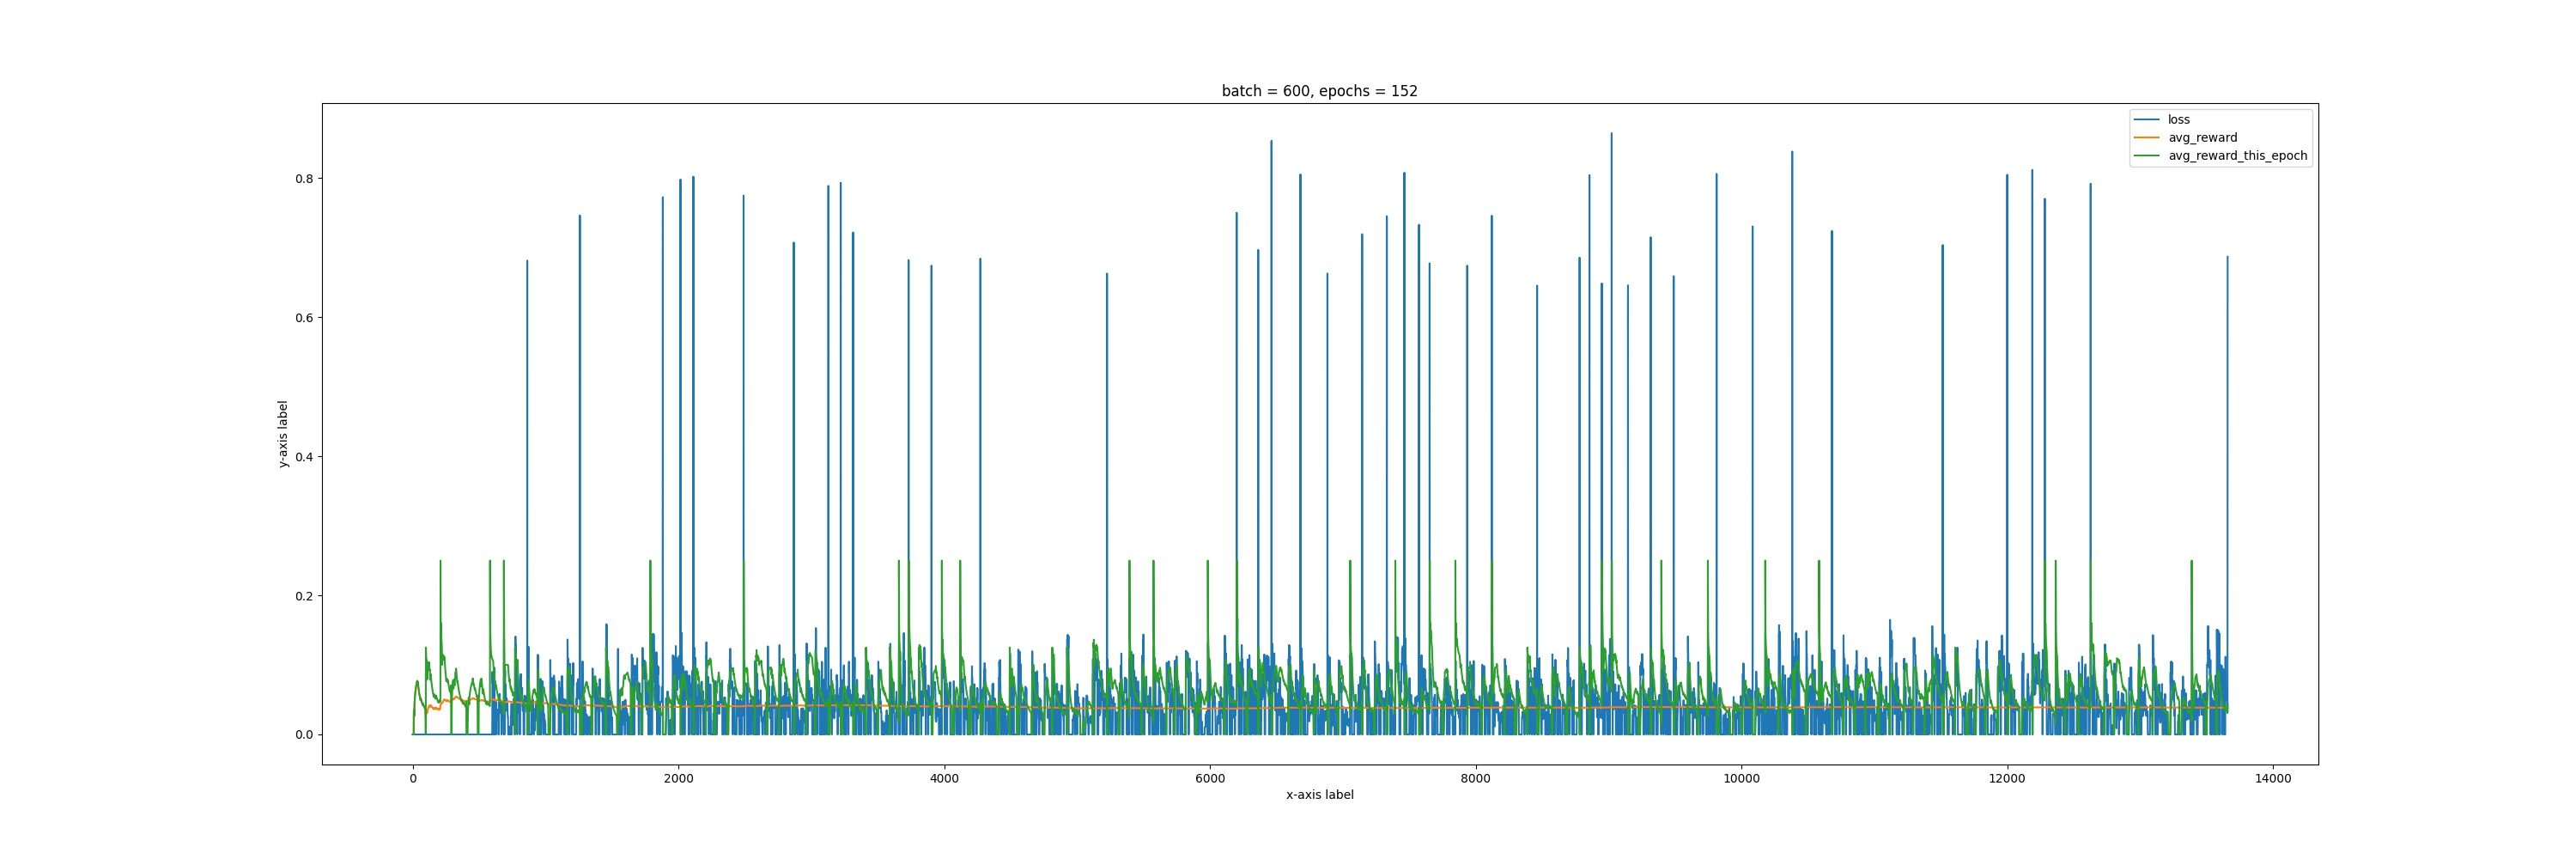 batch = 600, epochs = 152
loss
avg_reward
avg_reward_this_epoch
y-axis label
0.8
0.6
0.4
0.2
0.0
0 2000 4000 6000 8000 10000 12000 14000
x-axis label